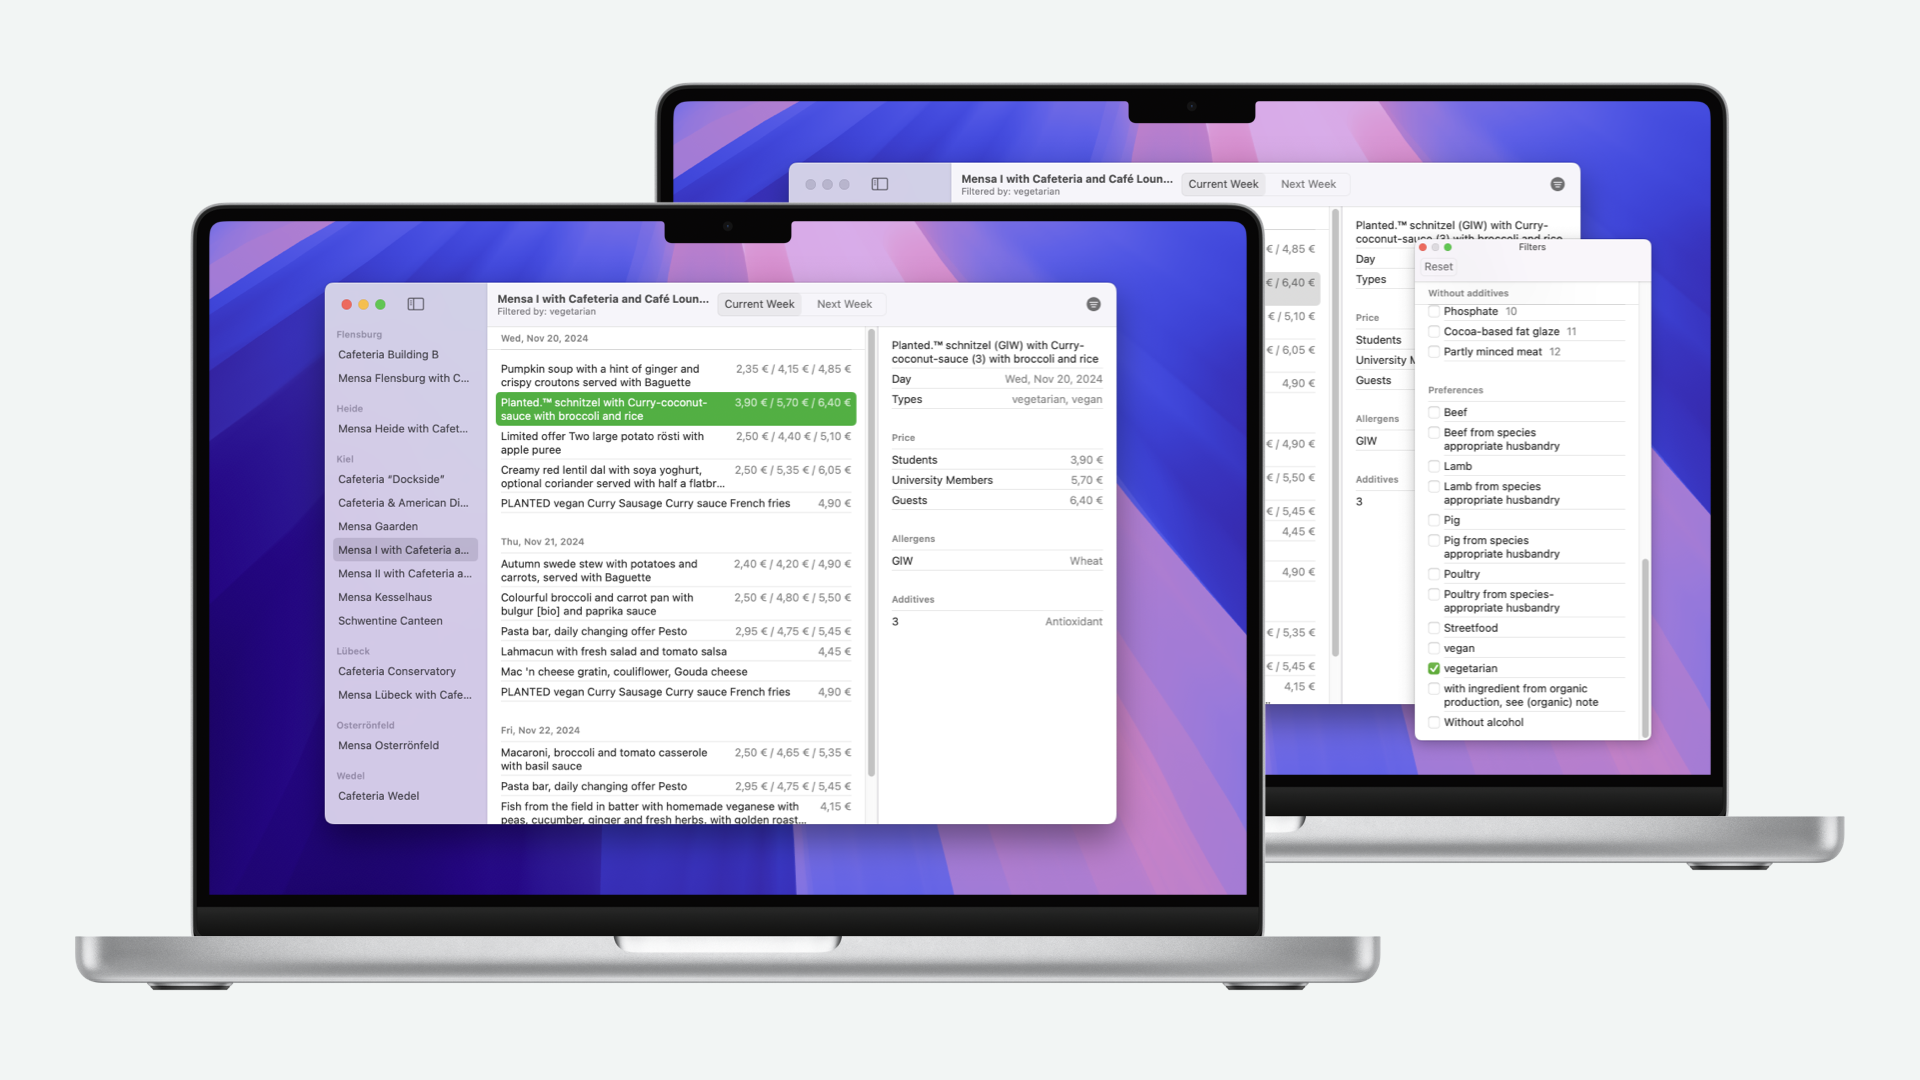 Mensa I with Cafeteria and Café Loun...
Filtered by: vegetarian
Current Week
Next Week
Flensburg
Cafeteria Building B
Mensa Flensburg with C...
Heide
Mensa Heide with Cafet...
Kiel
Cafeteria “Dockside”
Cafeteria & American Di...
Mensa Gaarden
Mensa I with Cafeteria a...
Mensa II with Cafeteria a...
Mensa Kesselhaus
Schwentine Canteen
Lübeck
Cafeteria Conservatory
Mensa Lübeck with Cafe...
Osterrönfeld
Mensa Osterrönfeld
Wedel
Cafeteria Wedel
Wed, Nov 20, 2024
Pumpkin soup with a hint of ginger and 2,35 € / 4,15 € / 4,85 €
crispy croutons served with Baguette
Planted.™ schnitzel with Curry-coconut- 3,90 € / 5,70 € / 6,40 €
sauce with broccoli and rice
Limited offer Two large potato rösti with 2,50 € / 4,40 € / 5,10 €
apple puree
Creamy red lentil dal with soya yoghurt, 2,50 € / 5,35 € / 6,05 €
optional coriander served with half a flatbr...
PLANTED vegan Curry Sausage Curry sauce French fries 4,90 €
Thu, Nov 21, 2024
Autumn swede stew with potatoes and 2,40 € / 4,20 € / 4,90 €
carrots, served with Baguette
Colourful broccoli and carrot pan with 2,50 € / 4,80 € / 5,50 €
bulgur [bio] and paprika sauce
Pasta bar, daily changing offer Pesto 2,95 € / 4,75 € / 5,45 €
Lahmacun with fresh salad and tomato salsa 4,45 €
Mac 'n cheese gratin, couliflower, Gouda cheese
PLANTED vegan Curry Sausage Curry sauce French fries 4,90 €
Fri, Nov 22, 2024
Macaroni, broccoli and tomato casserole 2,50 € / 4,65 € / 5,35 €
with basil sauce
Pasta bar, daily changing offer Pesto 2,95 € / 4,75 € / 5,45 €
Fish from the field in batter with homemade veganese with 4,15 €
peas, cucumber, ginger and fresh herbs, with golden roast...
Planted.™ schnitzel (GlW) with Curry-
coconut-sauce (3) with broccoli and rice
Day Wed, Nov 20, 2024
Types vegetarian, vegan
Price
Students 3,90 €
University Members 5,70 €
Guests 6,40 €
Allergens
GlW Wheat
Additives
3 Antioxidant
Mensa I with Cafeteria and Café Loun...
Filtered by: vegetarian
Current Week
Next Week
€ / 4,85 €
€ / 6,40 €
€ / 5,10 €
€ / 6,05 €
4,90 €
€ / 4,90 €
€ / 5,50 €
€ / 5,45 €
4,45 €
4,90 €
€ / 5,35 €
€ / 5,45 €
4,15 €
Planted.™ schnitzel (GlW) with Curry-
coconut-sauce (3) with broccoli and rice
Day
Types
Price
Students
University M
Guests
Allergens
GlW
Additives
3
Filters
Reset
Without additives
Phosphate 10
Cocoa-based fat glaze 11
Partly minced meat 12
Preferences
Beef
Beef from species
appropriate husbandry
Lamb
Lamb from species
appropriate husbandry
Pig
Pig from species
appropriate husbandry
Poultry
Poultry from species-
appropriate husbandry
Streetfood
vegan
vegetarian
with ingredient from organic
production, see (organic) note
Without alcohol